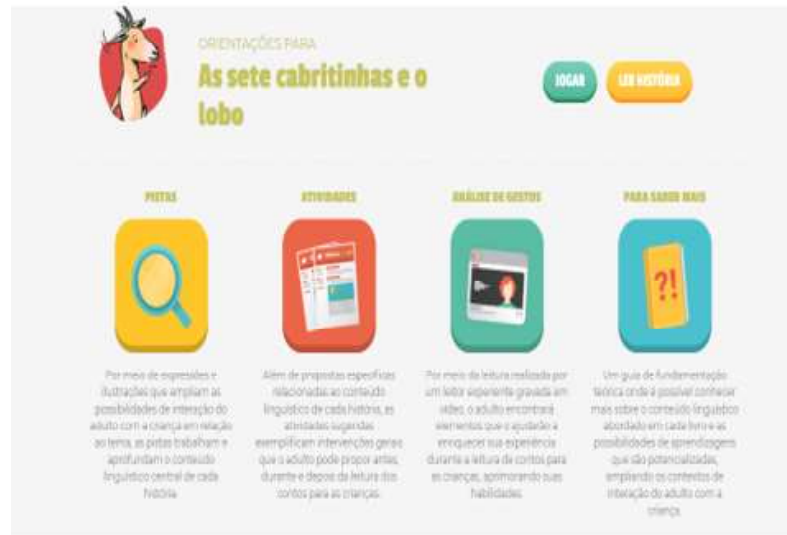 ORIENTAÇÕES PARA
As sete cabritinhas e o
lobo
JOGAR
LER HISTÓRIA
PISTAS
Por meio de expressões e
ilustrações que ampliam as
possibilidades de interação do
adulto com a criança em relação
ao tema, as pistas trabalham e
aprofundam o conteúdo
linguístico central de cada
história.
ATIVIDADES
Além de propostas específicas
relacionadas ao conteúdo
linguístico de cada história, as
atividades sugeridas
exemplificam intervenções gerais
que o adulto pode propor antes,
durante e depois da leitura dos
contos para as crianças.
ANÁLISE DE GESTOS
Por meio da leitura realizada por
um leitor experiente gravada em
vídeo, o adulto encontrará
elementos que o ajudarão a
enriquecer sua experiência
durante a leitura de contos para
as crianças, aprimorando suas
habilidades.
PARA SABER MAIS
?!
Um guia de fundamentação
teórica onde é possível conhecer
mais sobre o conteúdo linguístico
abordado em cada livro e as
possibilidades de aprendizagens
que são potencializadas,
ampliando os contextos de
interação do adulto com a
criança.